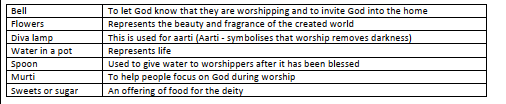 Bell To let God know that they are worshipping and to invite God into the home
Flowers Represents the beauty and fragrance of the created world
Diva lamp This is used for aarti (Aarti - symbolises that worship removes darkness)
Water in a pot Represents life
Spoon Used to give water to worshippers after it has been blessed
Murti To help people focus on God during worship
Sweets or sugar An offering of food for the deity